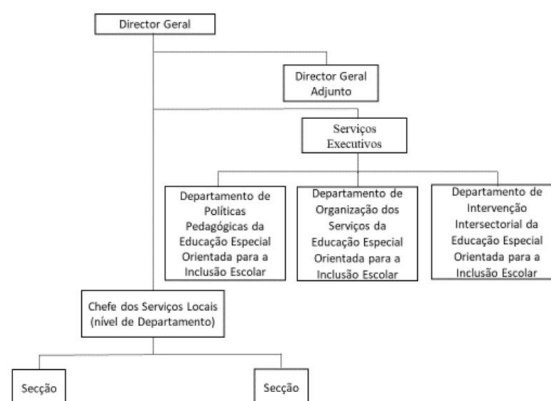 Director Geral
Director Geral
Adjunto
Serviços
Executivos
Departamento de
Políticas
Pedagógicas da
Educação Especial
Orientada para a
Inclusão Escolar
Departamento de
Organização dos
Serviços da
Educação Especial
Orientada para a
Inclusão Escolar
Departamento de
Intervenção
Intersectorial da
Educação Especial
Orientada para a
Inclusão Escolar
Chefe dos Serviços Locais
(nível de Departamento)
Secção
Secção